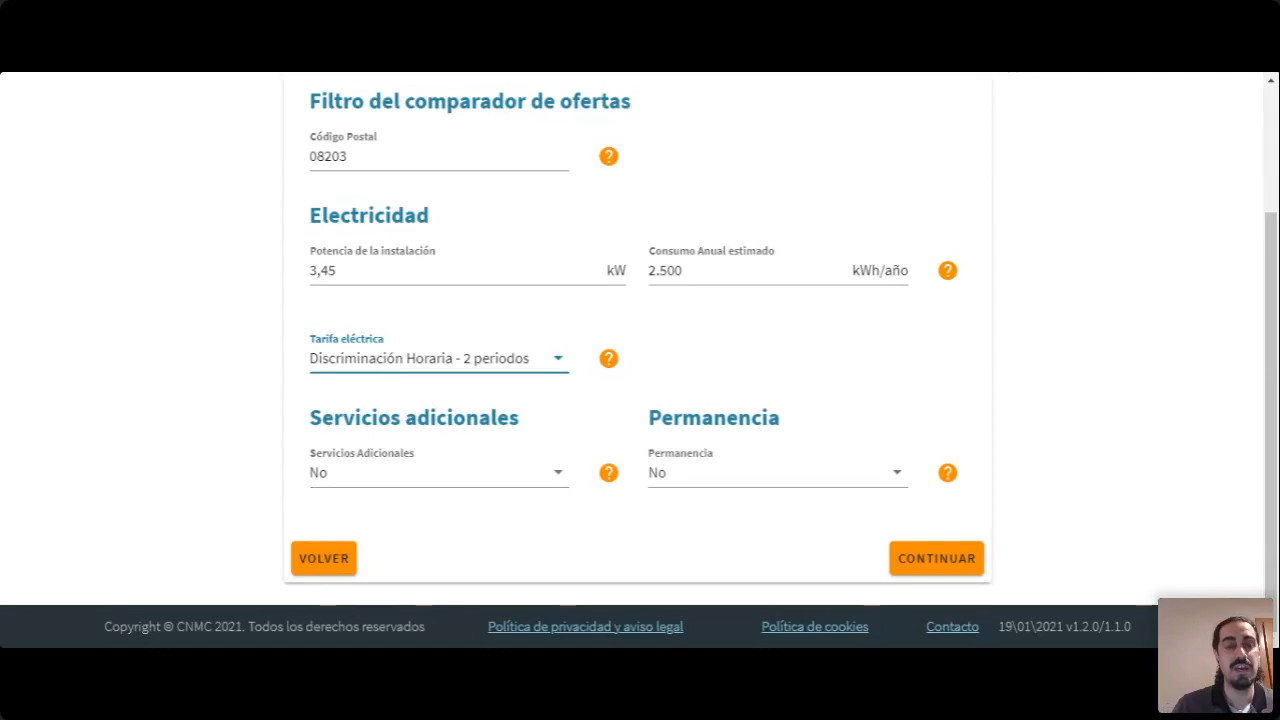 Filtro del comparador de ofertas
Código Postal
08203
?
Electricidad
Potencia de la instalación
3,45 kW
Consumo Anual estimado
2.500 kWh/año
?
Tarifa eléctrica
Discriminación Horaria - 2 periodos
?
Servicios adicionales
Servicios Adicionales
No
?
Permanencia
Permanencia
No
?
VOLVER
CONTINUAR
Copyright © CNMC 2021. Todos los derechos reservados Política de privacidad y aviso legal Política de cookies Contacto 19\01\2021 v1.2.0/1.1.0